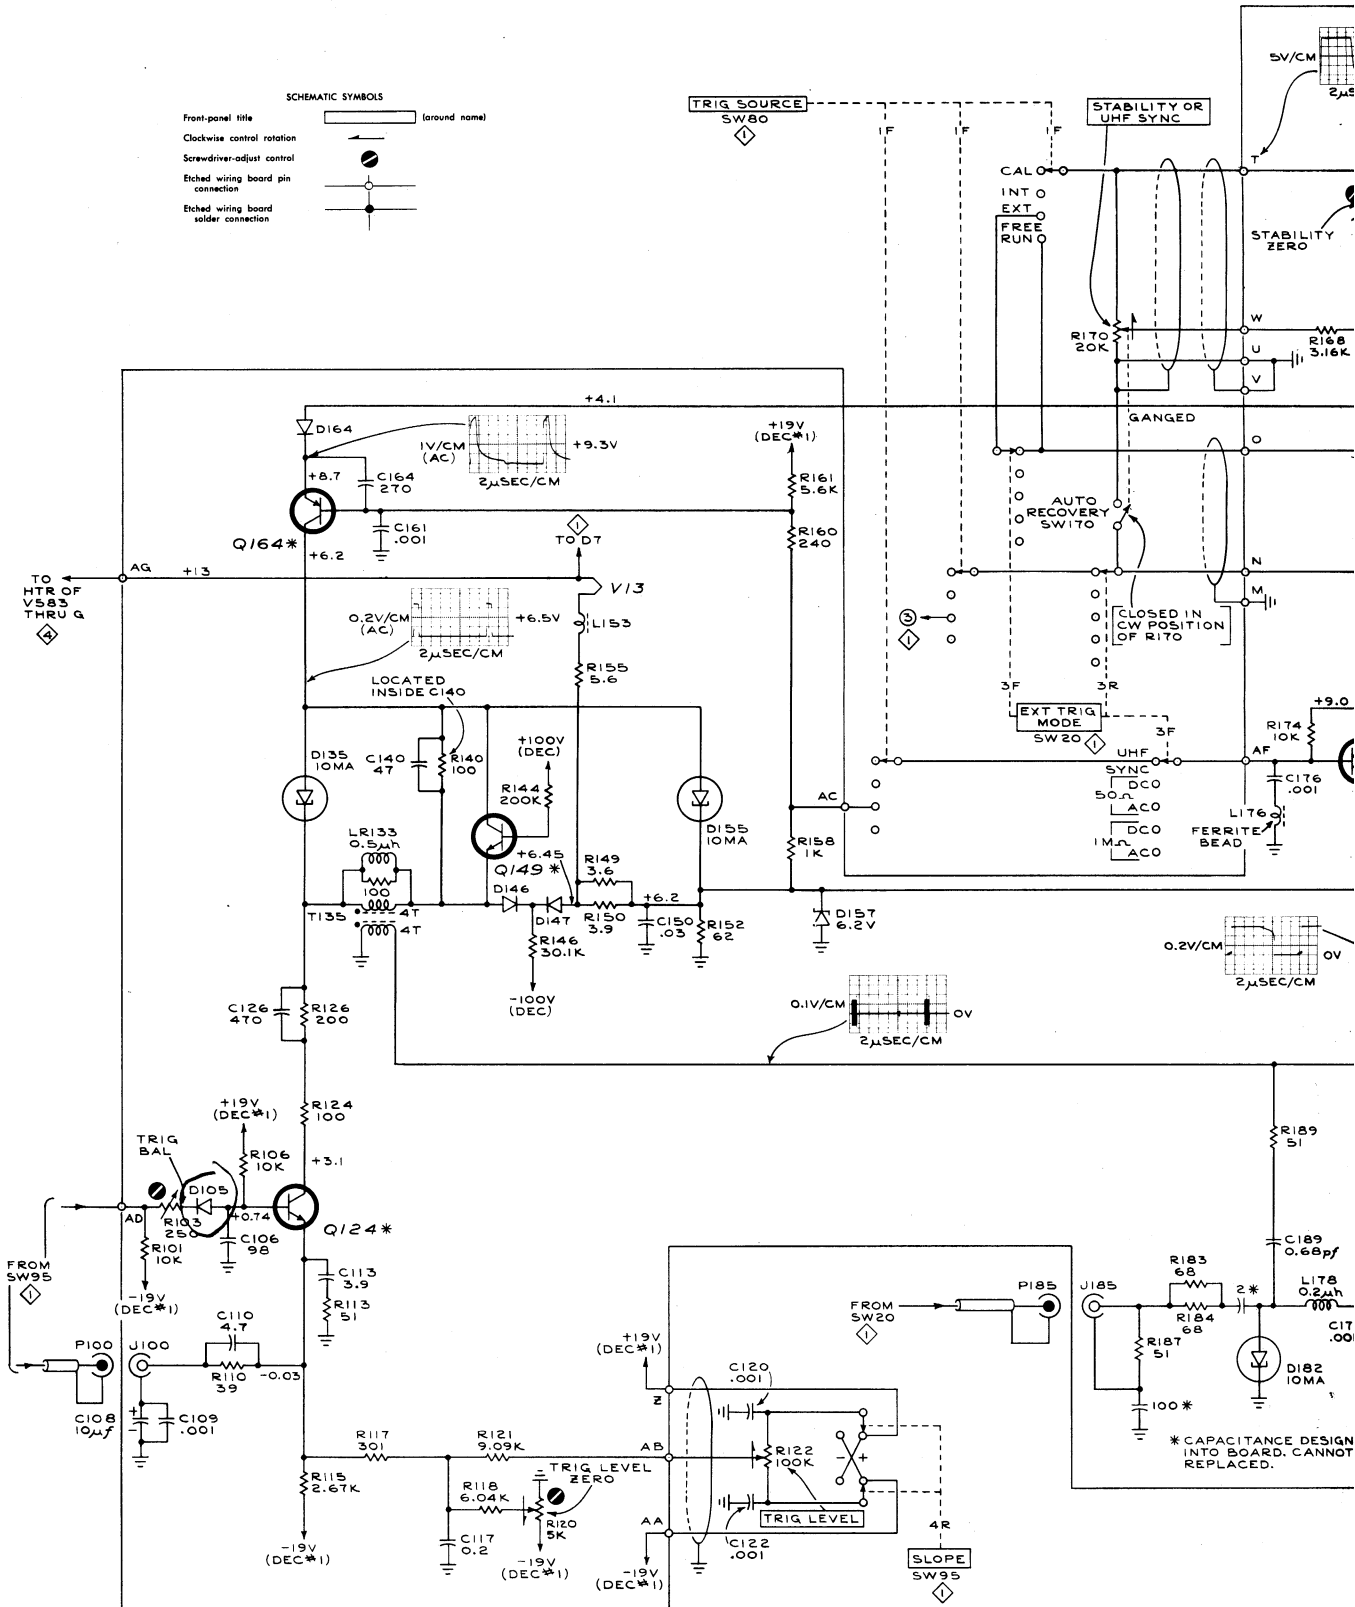 SCHEMATIC SYMBOLS
Front-panel title
(around name)
Clockwise control rotation
Screwdriver-adjust control
Etched wiring board pin
connection
Etched wiring board
solder connection
TRIG SOURCE
SW80
1
1F
1F
1F
STABILITY OR
UHF SYNC
5V/CM
T
CAL
INT
EXT
FREE
RUN
STABILITY
ZERO
R170
20K
W
R168
3.16K
U
V
GANGED
O
AUTO
RECOVERY
SW170
N
M
CLOSED IN
CW POSITION
OF R170
3
1
3F
3R
EXT TRIG
MODE
SW20
1
3F
+9.0
R174
10K
AF
UHF
SYNC
DC
50Ω
AC
DC
1MΩ
AC
C176
.001
L176
FERRITE
BEAD
+4.1
D164
1V/CM
(AC)
+9.3V
2µSEC/CM
+8.7
C164
270
Q164*
+6.2
C161
.001
+19V
(DEC#1)
R161
5.6K
R160
240
1
TO D7
AG
+13
TO
HTR OF
V583
THRU G
4
V13
0.2V/CM
(AC)
+6.5V
2µSEC/CM
L153
R155
5.6
LOCATED
INSIDE C140
D135
10MA
C140
47
R140
100
+100V
(DEC)
R144
200K
Q149*
+6.45
D155
10MA
AC
R158
1K
LR133
0.5µh
100
T135
4T
4T
D146
D147
R149
3.6
R150
3.9
+6.2
C150
.03
R152
62
D157
6.2V
R146
30.1K
-100V
(DEC)
0.2V/CM
0V
2µSEC/CM
0.1V/CM
0V
2µSEC/CM
C126
470
R126
200
R124
100
+3.1
+19V
(DEC#1)
TRIG
BAL
R106
10K
D105
+0.74
AD
R103
250
R101
10K
C106
98
Q124*
FROM
SW95
1
-19V
(DEC#1)
C113
3.9
R113
51
C110
4.7
R110
39
-0.03
P100
J100
C108
10µf
+
-
C109
.001
R117
301
R121
9.09K
AB
R115
2.67K
R118
6.04K
TRIG LEVEL
ZERO
R120
5K
C117
0.2
-19V
(DEC#1)
-19V
(DEC#1)
+19V
(DEC#1)
Z
C120
.001
R122
100K
- +
TRIG LEVEL
AA
C122
.001
-19V
(DEC#1)
4R
SLOPE
SW95
1
FROM
SW20
1
P185
J185
R189
51
C189
0.68pf
R183
68
R184
68
2*
L178
0.2µh
R187
51
D182
10MA
100*
* CAPACITANCE DESIGN
INTO BOARD. CANNOT
REPLACED.